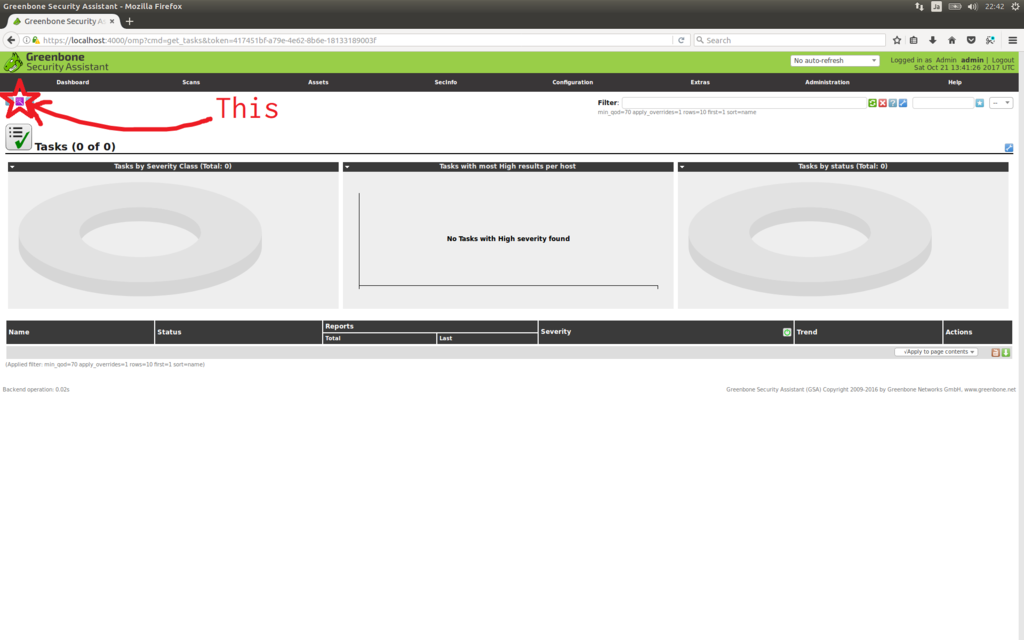 Greenbone Security Assistant - Mozilla Firefox
Ja
22:42
Greenbone Security A
https://localhost:4000/omp?cmd=get_tasks&token=417451bf-a79e-4e62-8b6e-18133189003f
Search
Greenbone
Security Assistant
No auto-refresh
Logged in as Admin admin | Logout
Sat Oct 21 13:41:26 2017 UTC
Dashboard Scans Assets SecInfo Configuration Extras Administration Help
This
Filter:
--
min_qod=70 apply_overrides=1 rows=10 first=1 sort=name
Tasks (0 of 0)
Tasks by Severity Class (Total: 0)
Tasks with most High results per host
Tasks by status (Total: 0)
No Tasks with High severity found
Name Status Reports Severity Trend Actions
Total Last
√Apply to page contents
(Applied filter: min_qod=70 apply_overrides=1 rows=10 first=1 sort=name)
Backend operation: 0.02s
Greenbone Security Assistant (GSA) Copyright 2009-2016 by Greenbone Networks GmbH, www.greenbone.net